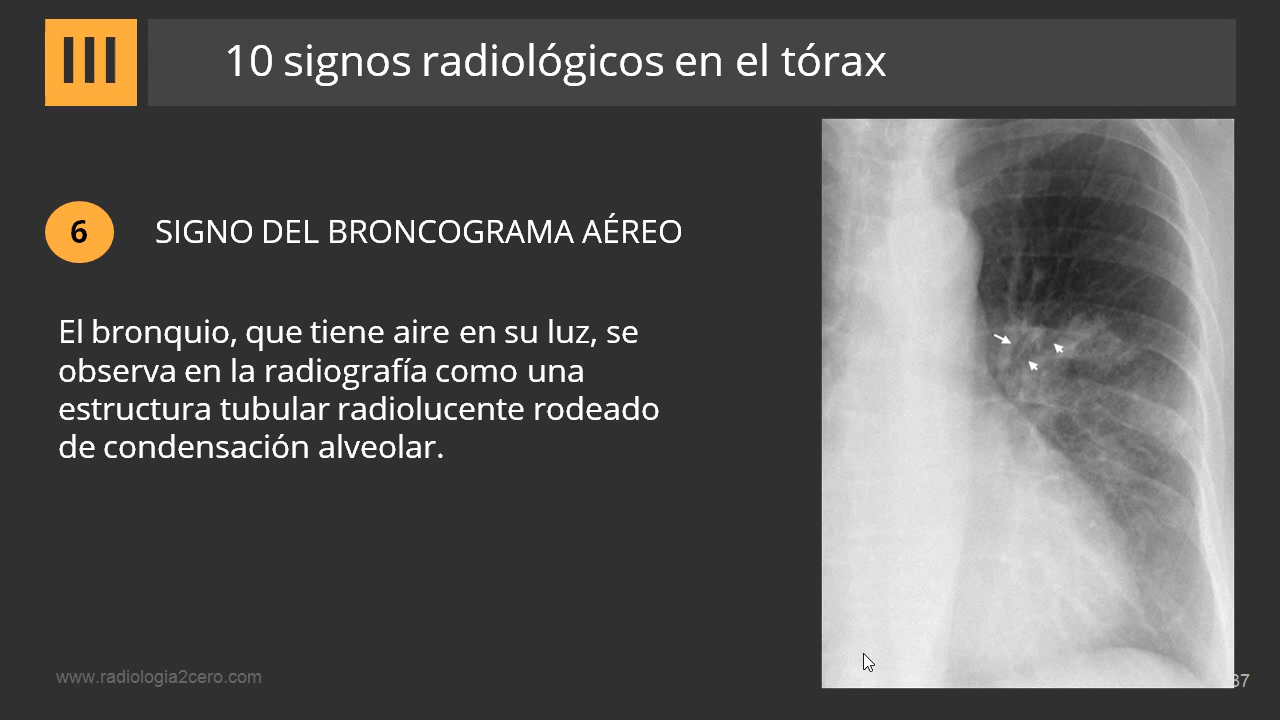 III
10 signos radiológicos en el tórax
6
SIGNO DEL BRONCOGRAMA AÉREO
El bronquio, que tiene aire en su luz, se
observa en la radiografía como una
estructura tubular radiolucente rodeado
de condensación alveolar.
www.radiologia2cero.com
37